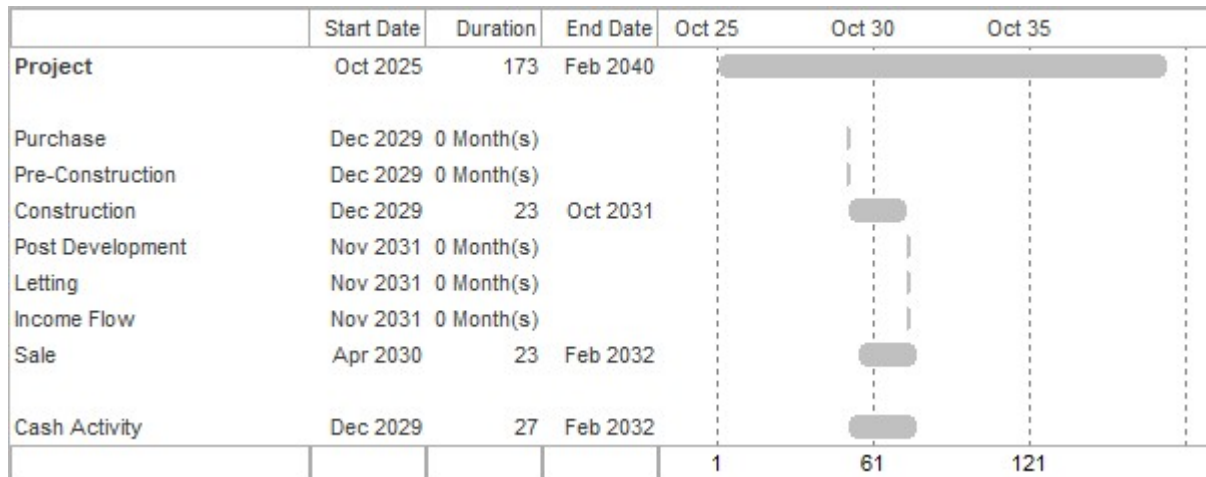 Start Date Duration End Date Oct 25 Oct 30 Oct 35
Project Oct 2025 173 Feb 2040
Purchase Dec 2029 0 Month(s)
Pre-Construction Dec 2029 0 Month(s)
Construction Dec 2029 23 Oct 2031
Post Development Nov 2031 0 Month(s)
Letting Nov 2031 0 Month(s)
Income Flow Nov 2031 0 Month(s)
Sale Apr 2030 23 Feb 2032
Cash Activity Dec 2029 27 Feb 2032
1 61 121